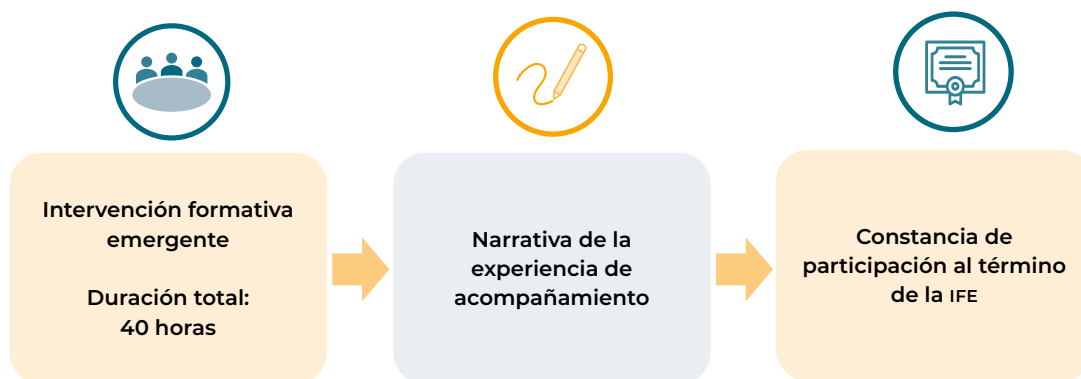 Intervención formativa
emergente
Duración total:
40 horas
Narrativa de la
experiencia de
acompañamiento
Constancia de
participación al término
de la IFE